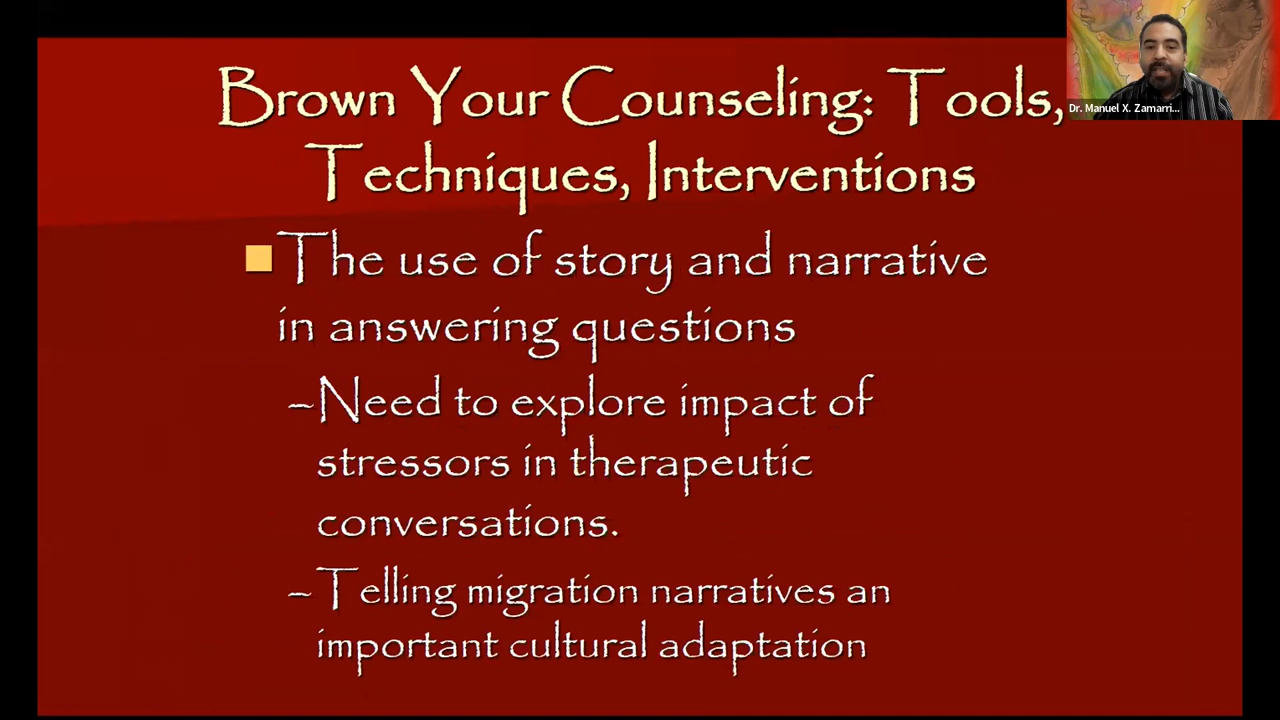 Brown Your Counseling: Tools,
Techniques, Interventions
The use of story and narrative
in answering questions
–Need to explore impact of
stressors in therapeutic
conversations.
–Telling migration narratives an
important cultural adaptation
Dr. Manuel X. Zamarri...